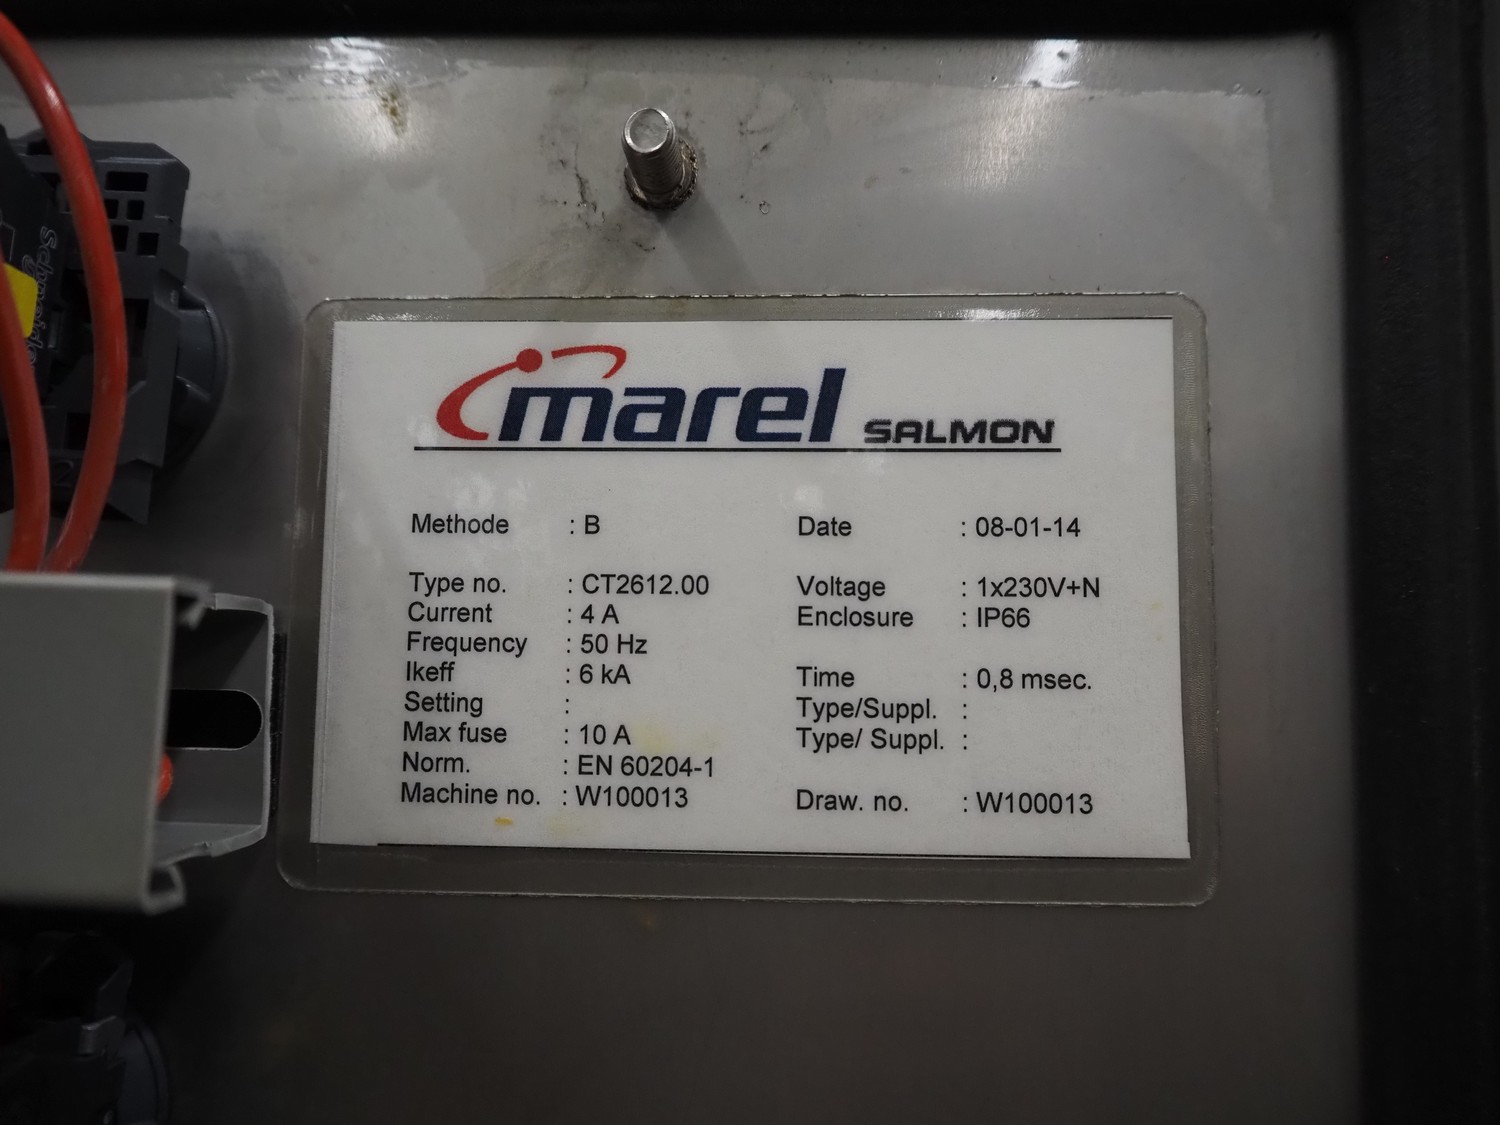 marel SALMON
Methode : B Date : 08-01-14
Type no. : CT2612.00 Voltage : 1x230V+N
Current : 4 A Enclosure : IP66
Frequency : 50 Hz
Ikeff : 6 kA Time : 0,8 msec.
Setting : Type/Suppl. :
Max fuse : 10 A Type/ Suppl. :
Norm. : EN 60204-1
Machine no. : W100013 Draw. no. : W100013